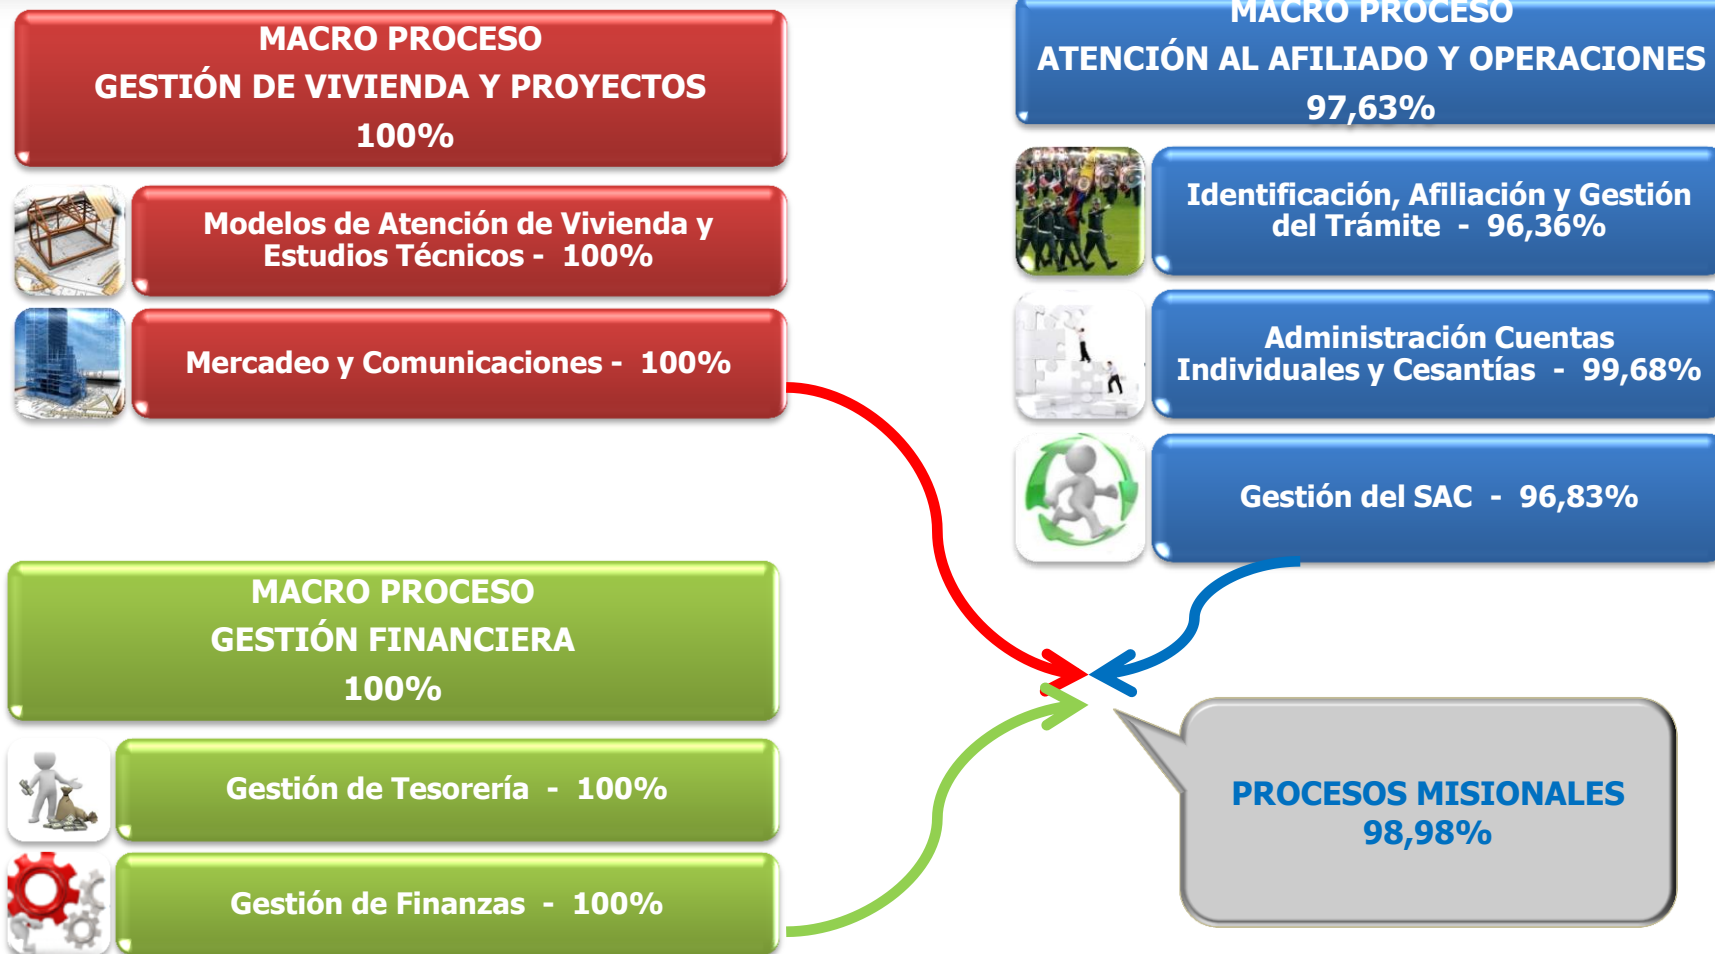 MACRO PROCESO
GESTIÓN DE VIVIENDA Y PROYECTOS
100%
Modelos de Atención de Vivienda y
Estudios Técnicos - 100%
Mercadeo y Comunicaciones - 100%
MACRO PROCESO
ATENCIÓN AL AFILIADO Y OPERACIONES
97,63%
Identificación, Afiliación y Gestión
del Trámite - 96,36%
Administración Cuentas
Individuales y Cesantías - 99,68%
Gestión del SAC - 96,83%
MACRO PROCESO
GESTIÓN FINANCIERA
100%
Gestión de Tesorería - 100%
Gestión de Finanzas - 100%
PROCESOS MISIONALES
98,98%